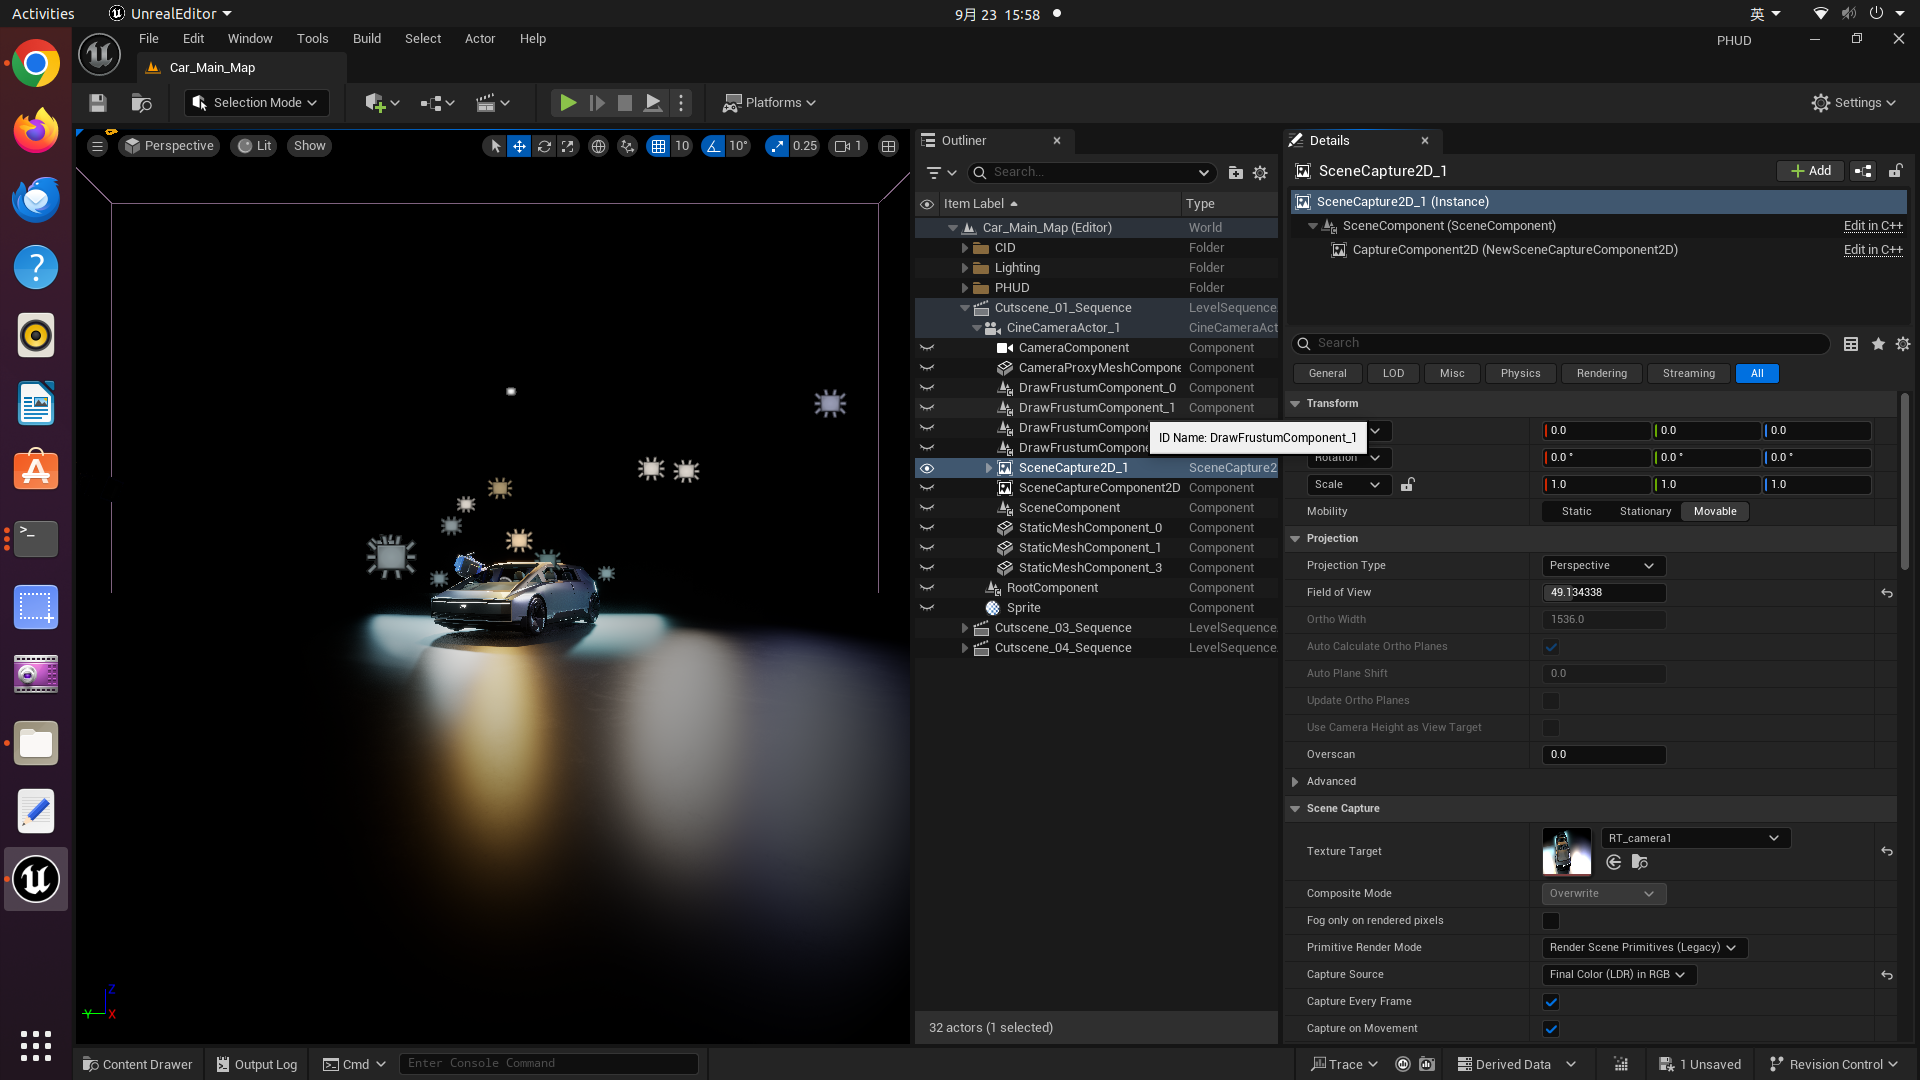 Activities
UnrealEditor
9月 23 15:58
英
File Edit Window Tools Build Select Actor Help
PHUD
Car_Main_Map
Selection Mode
Platforms
Settings
Perspective
Lit
Show
10
10°
0.25
1
Z
Y
X
Outliner
Search...
Item Label Type
Car_Main_Map (Editor) World
CID Folder
Lighting Folder
PHUD Folder
Cutscene_01_Sequence LevelSequence
CineCameraActor_1 CineCameraAct
CameraComponent Component
CameraProxyMeshCompone Component
DrawFrustumComponent_0 Component
DrawFrustumComponent_1 Component
DrawFrustumCompone
DrawFrustumCompone
ID Name: DrawFrustumComponent_1
SceneCapture2D_1 SceneCapture2
SceneCaptureComponent2D Component
SceneComponent Component
StaticMeshComponent_0 Component
StaticMeshComponent_1 Component
StaticMeshComponent_3 Component
RootComponent Component
Sprite Component
Cutscene_03_Sequence LevelSequence
Cutscene_04_Sequence LevelSequence
32 actors (1 selected)
Details
SceneCapture2D_1
Add
SceneCapture2D_1 (Instance)
SceneComponent (SceneComponent) Edit in C++
CaptureComponent2D (NewSceneCaptureComponent2D) Edit in C++
Search
General LOD Misc Physics Rendering Streaming All
Transform
0.0 0.0 0.0
Rotation 0.0 ° 0.0 ° 0.0 °
Scale 1.0 1.0 1.0
Mobility Static Stationary Movable
Projection
Projection Type Perspective
Field of View 49.134338
Ortho Width 1536.0
Auto Calculate Ortho Planes
Auto Plane Shift 0.0
Update Ortho Planes
Use Camera Height as View Target
Overscan 0.0
Advanced
Scene Capture
Texture Target RT_camera1
Composite Mode Overwrite
Fog only on rendered pixels
Primitive Render Mode Render Scene Primitives (Legacy)
Capture Source Final Color (LDR) in RGB
Capture Every Frame
Capture on Movement
Content Drawer
Output Log
Cmd
Enter Console Command
Trace
Derived Data
1 Unsaved
Revision Control